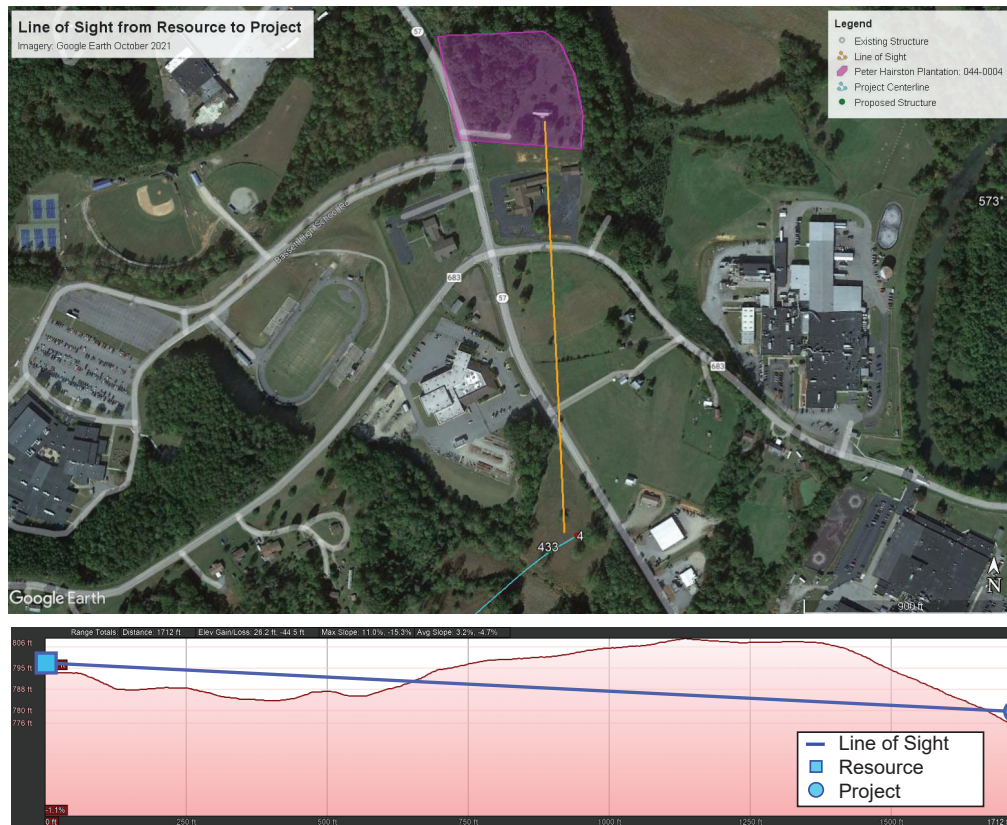 Line of Sight from Resource to Project
Imagery: Google Earth October 2021
Legend
Existing Structure
Line of Sight
Peter Hairston Plantation: 044-0004
Project Centerline
Proposed Structure
57
573°
Bassett High School Rd
683
57
683
433
4
Google Earth
900 ft
N
Range Totals: Distance: 1712 ft Elev Gain/Loss: 26.2 ft, -44.5 ft Max Slope: 11.0%, -15.3% Avg Slope: 3.2%, -4.7%
806 ft
795 ft
788 ft
780 ft
776 ft
Line of Sight
Resource
Project
-1.1%
0 ft 250 ft 500 ft 750 ft 1000 ft 1250 ft 1500 ft 1712